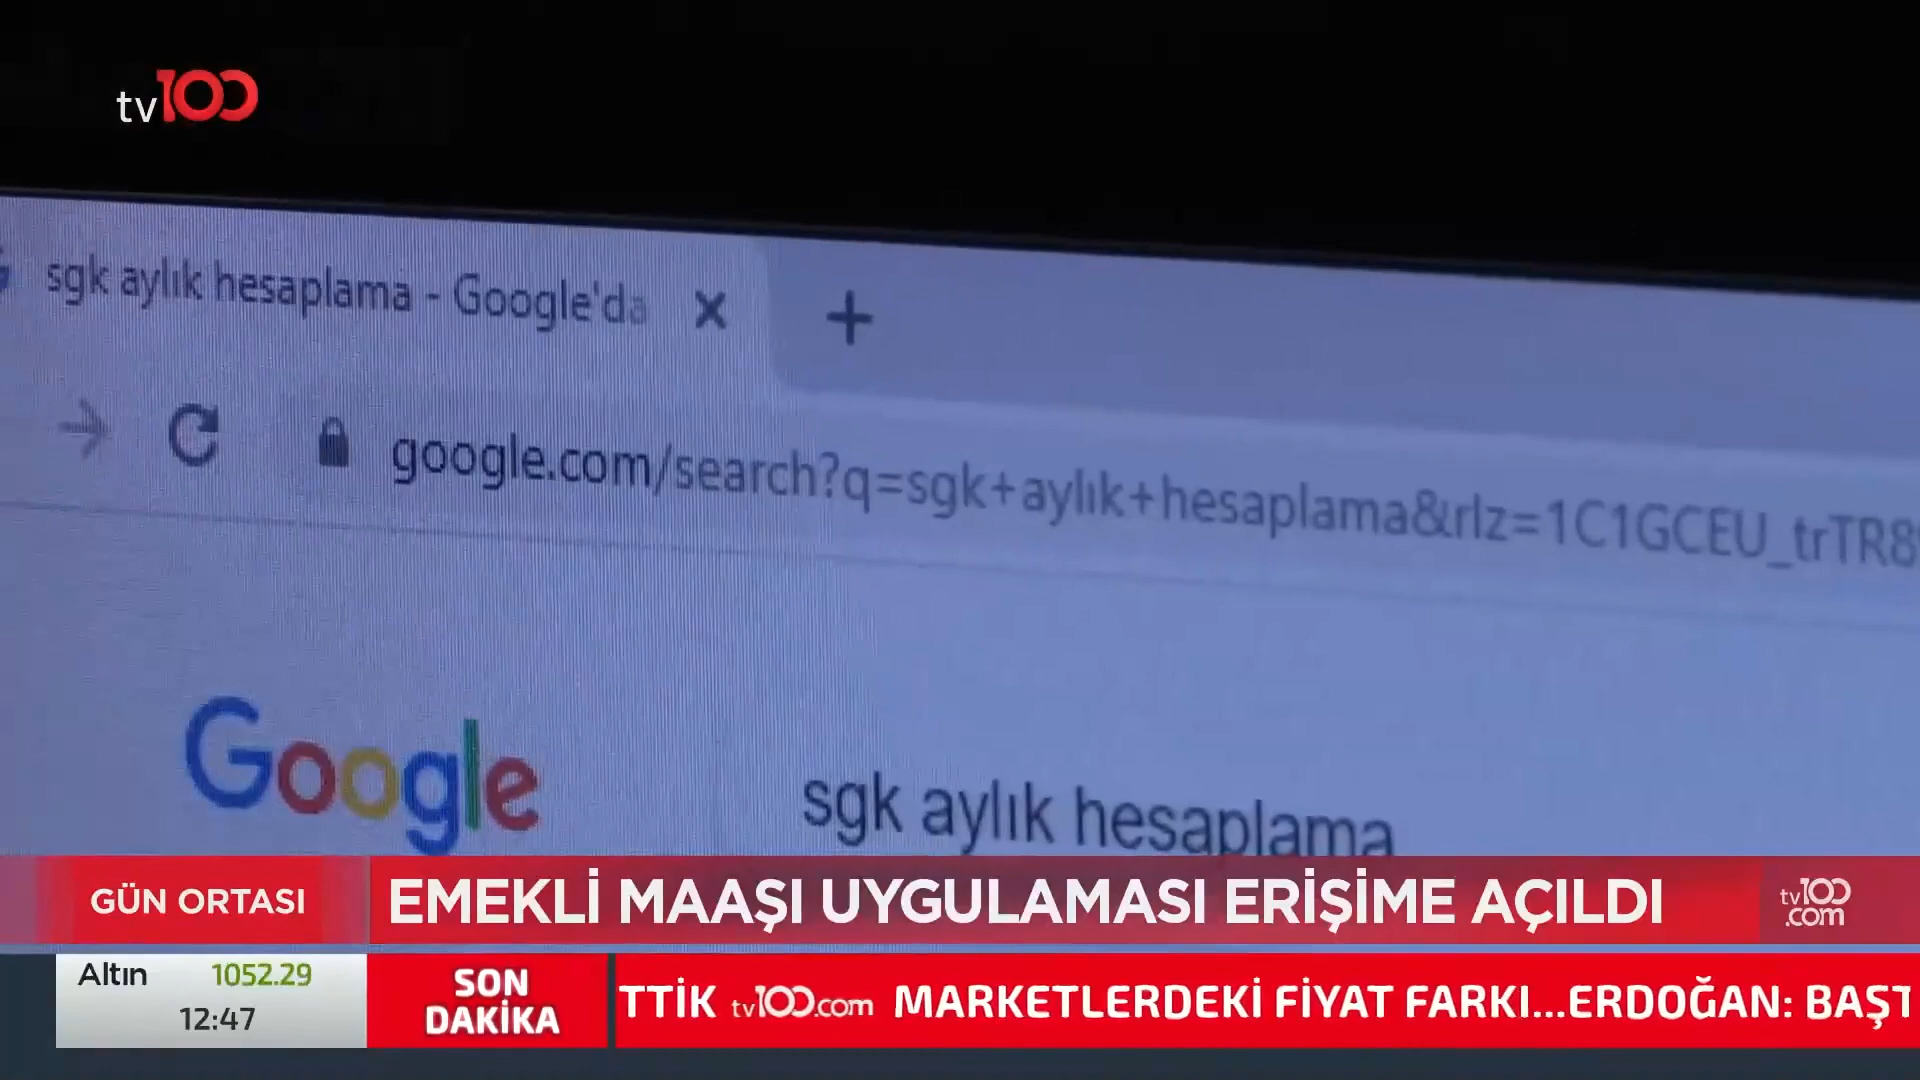 tv100
sgk aylık hesaplama - Google'da
google.com/search?q=sgk+aylık+hesaplama&rlz=1C1GCEU_trTR8
Google
sgk aylık hesaplama
GÜN ORTASI
EMEKLİ MAAŞI UYGULAMASI ERİŞİME AÇILDI
tv100
.com
Altın 1052.29
12:47
SON
DAKİKA
TTİK tv100.com MARKETLERDEKİ FİYAT FARKI...ERDOĞAN: BAŞT